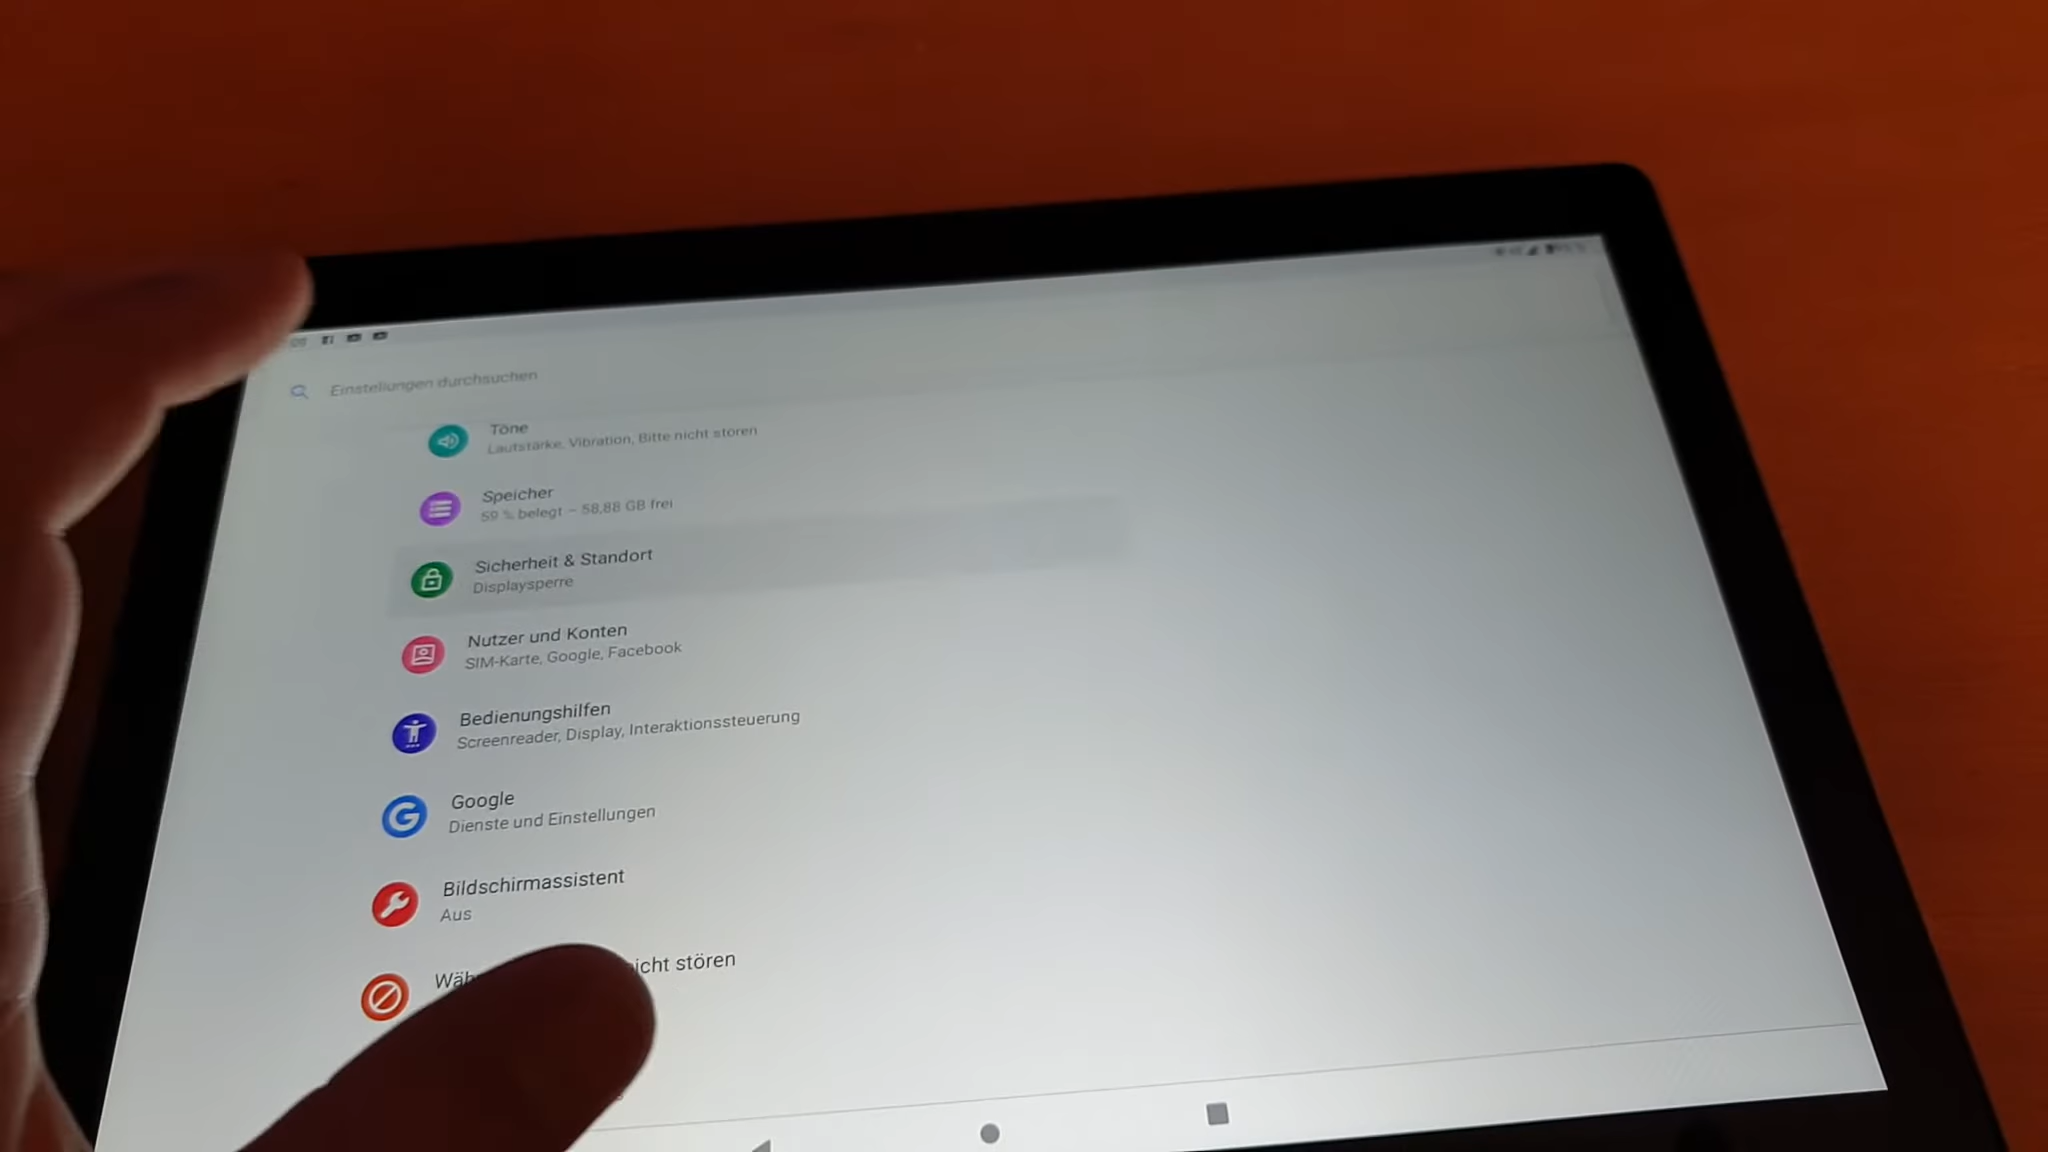 Einstellungen durchsuchen
Töne
Lautstärke, Vibration, Bitte nicht stören
Speicher
59 % belegt – 58,88 GB frei
Sicherheit & Standort
Displaysperre
Nutzer und Konten
SIM-Karte, Google, Facebook
Bedienungshilfen
Screenreader, Display, Interaktionssteuerung
Google
Dienste und Einstellungen
Bildschirmassistent
Aus
nicht stören